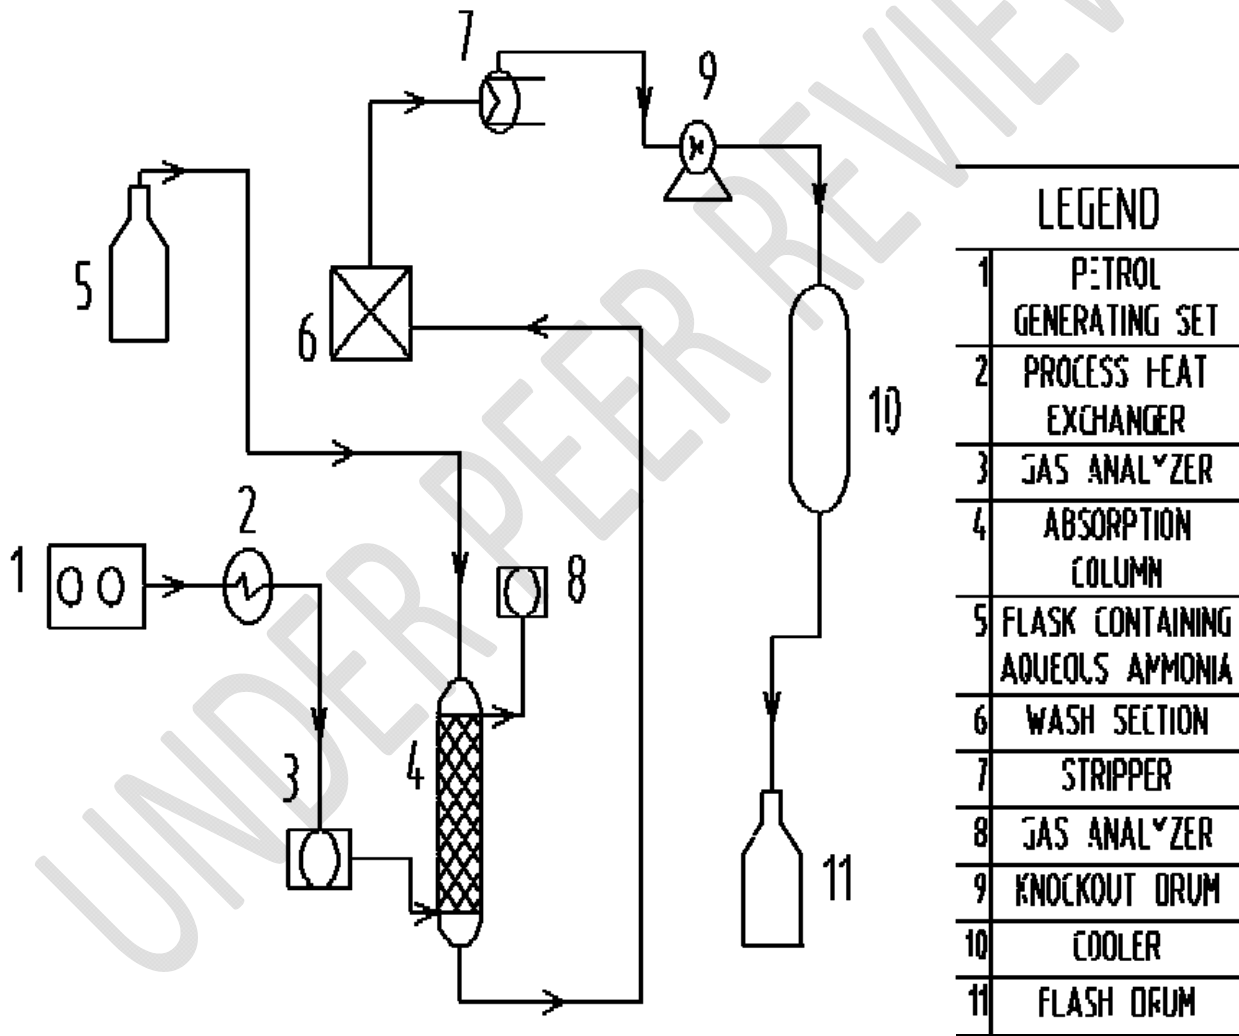 7
9
5
6
10
2
1
8
4
3
11
UNDER PEER REVIEW
LEGEND
1 PETROL
GENERATING SET
2 PROCESS HEAT
EXCHANGER
3 GAS ANALYZER
4 ABSORPTION
COLUMN
5 FLASK CONTAINING
AQUEOUS AMMONIA
6 WASH SECTION
7 STRIPPER
8 GAS ANALYZER
9 KNOCKOUT DRUM
10 COOLER
11 FLASH DRUM